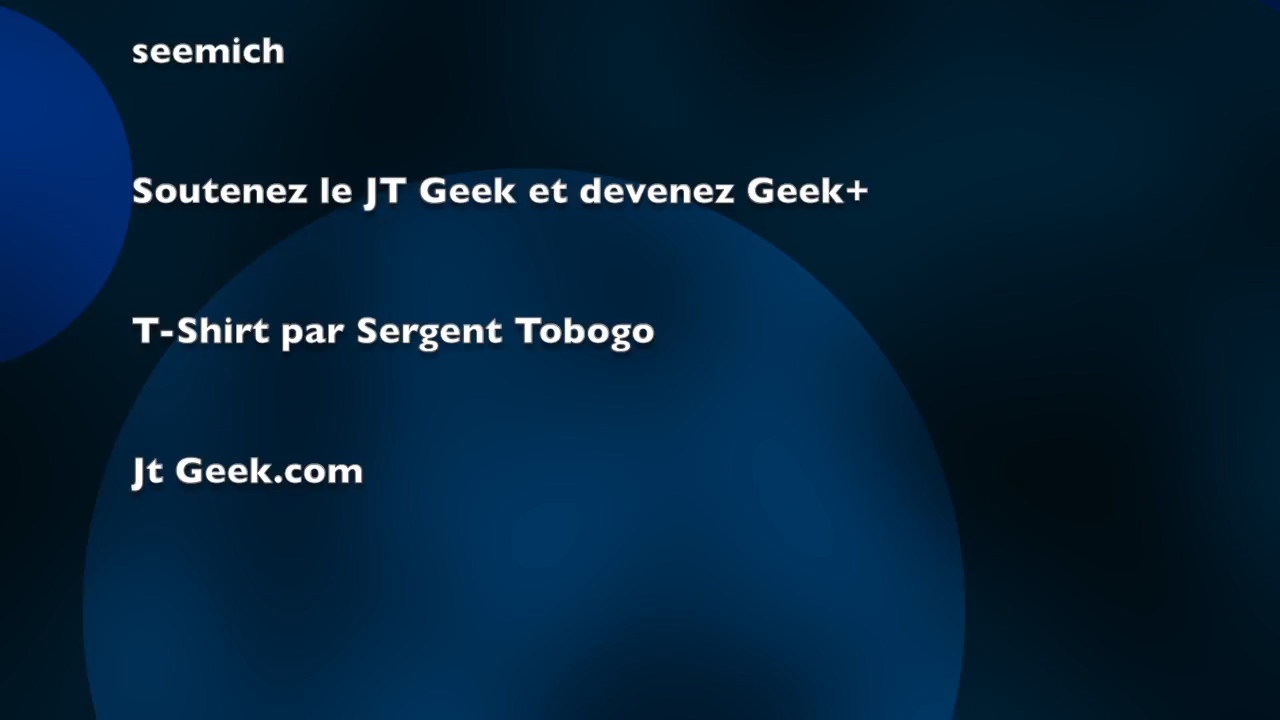 seemich
Soutenez le JT Geek et devenez Geek+
T-Shirt par Sergent Tobogo
Jt Geek.com